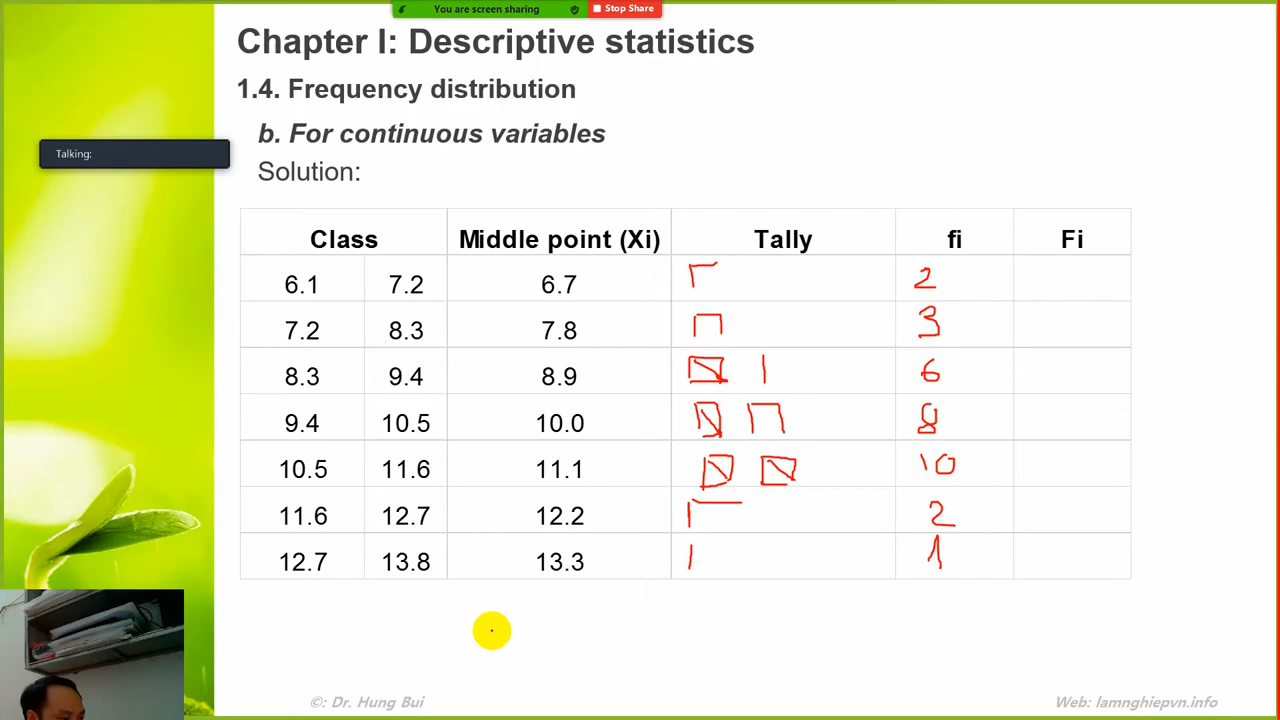 You are screen sharing Stop Share
Chapter I: Descriptive statistics
1.4. Frequency distribution
b. For continuous variables
Talking:
Solution:
Class Middle point (Xi) Tally fi Fi
6.1 7.2 6.7 2
7.2 8.3 7.8 3
8.3 9.4 8.9 6
9.4 10.5 10.0 8
10.5 11.6 11.1 10
11.6 12.7 12.2 2
12.7 13.8 13.3 1
©: Dr. Hung Bui Web: lamnghiepvn.info